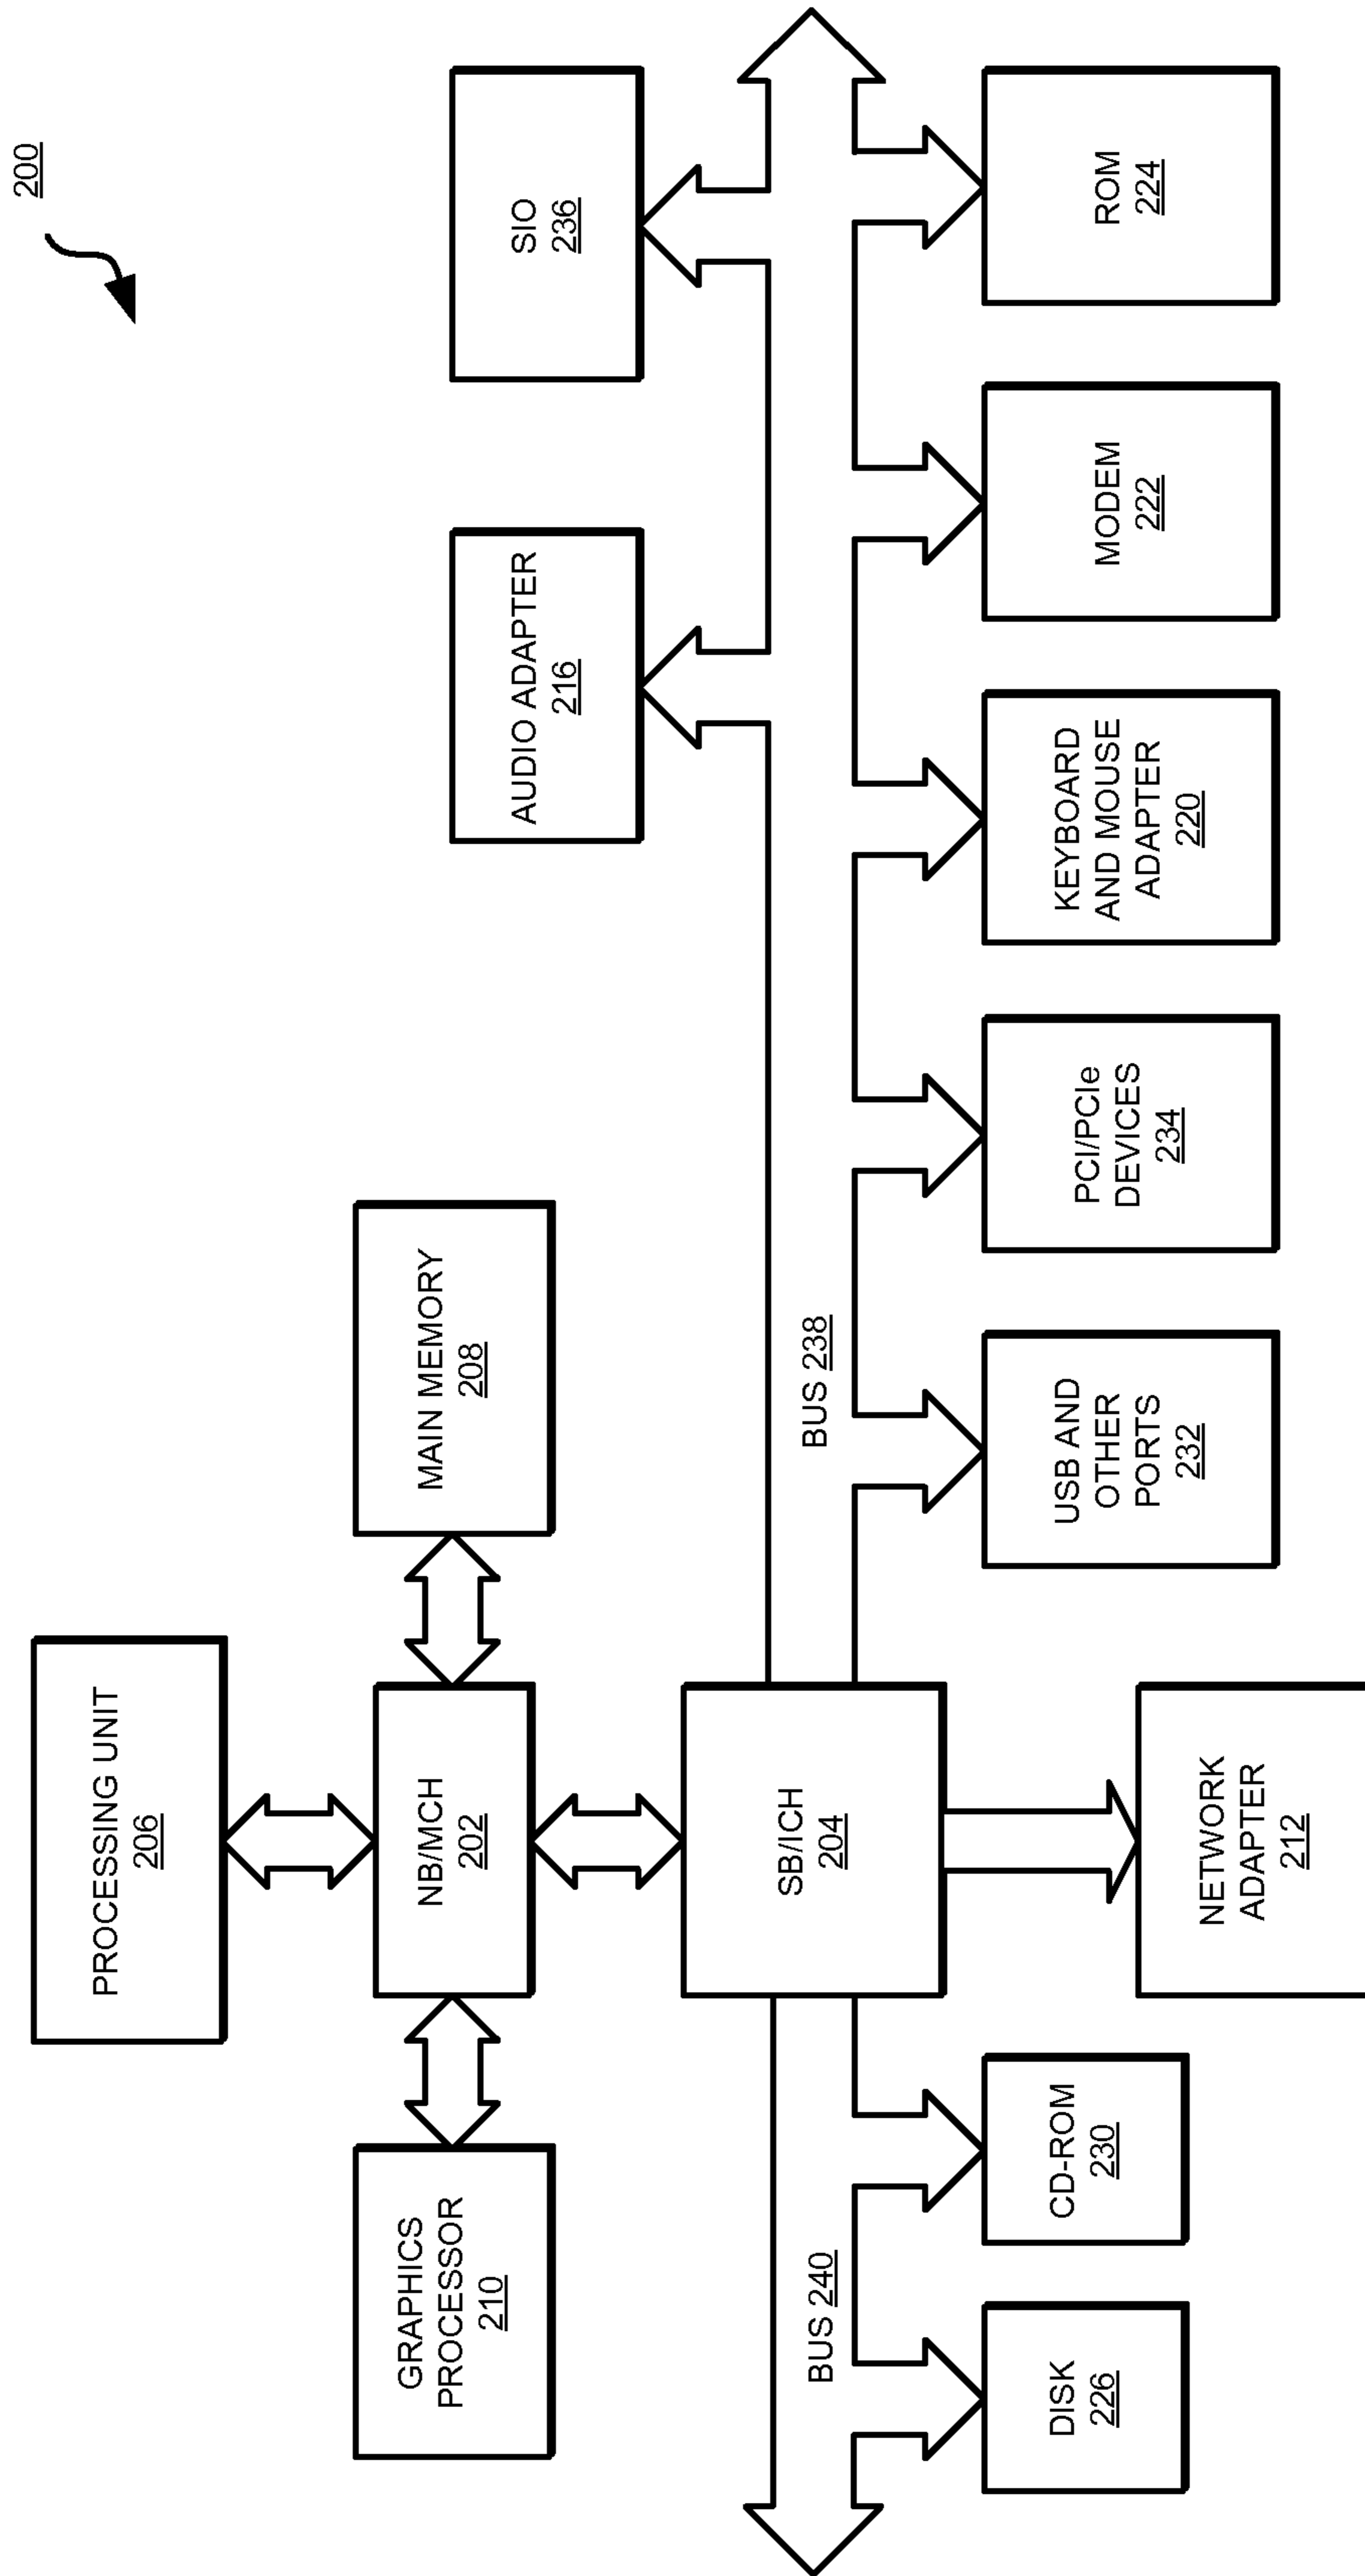 200
PROCESSING UNIT
206
GRAPHICS
PROCESSOR
210
NB/MCH
202
MAIN MEMORY
208
AUDIO ADAPTER
216
SIO
236
SB/ICH
204
BUS 240
BUS 238
DISK
226
CD-ROM
230
USB AND
OTHER
PORTS
232
PCI/PCIe
DEVICES
234
KEYBOARD
AND MOUSE
ADAPTER
220
MODEM
222
ROM
224
NETWORK
ADAPTER
212